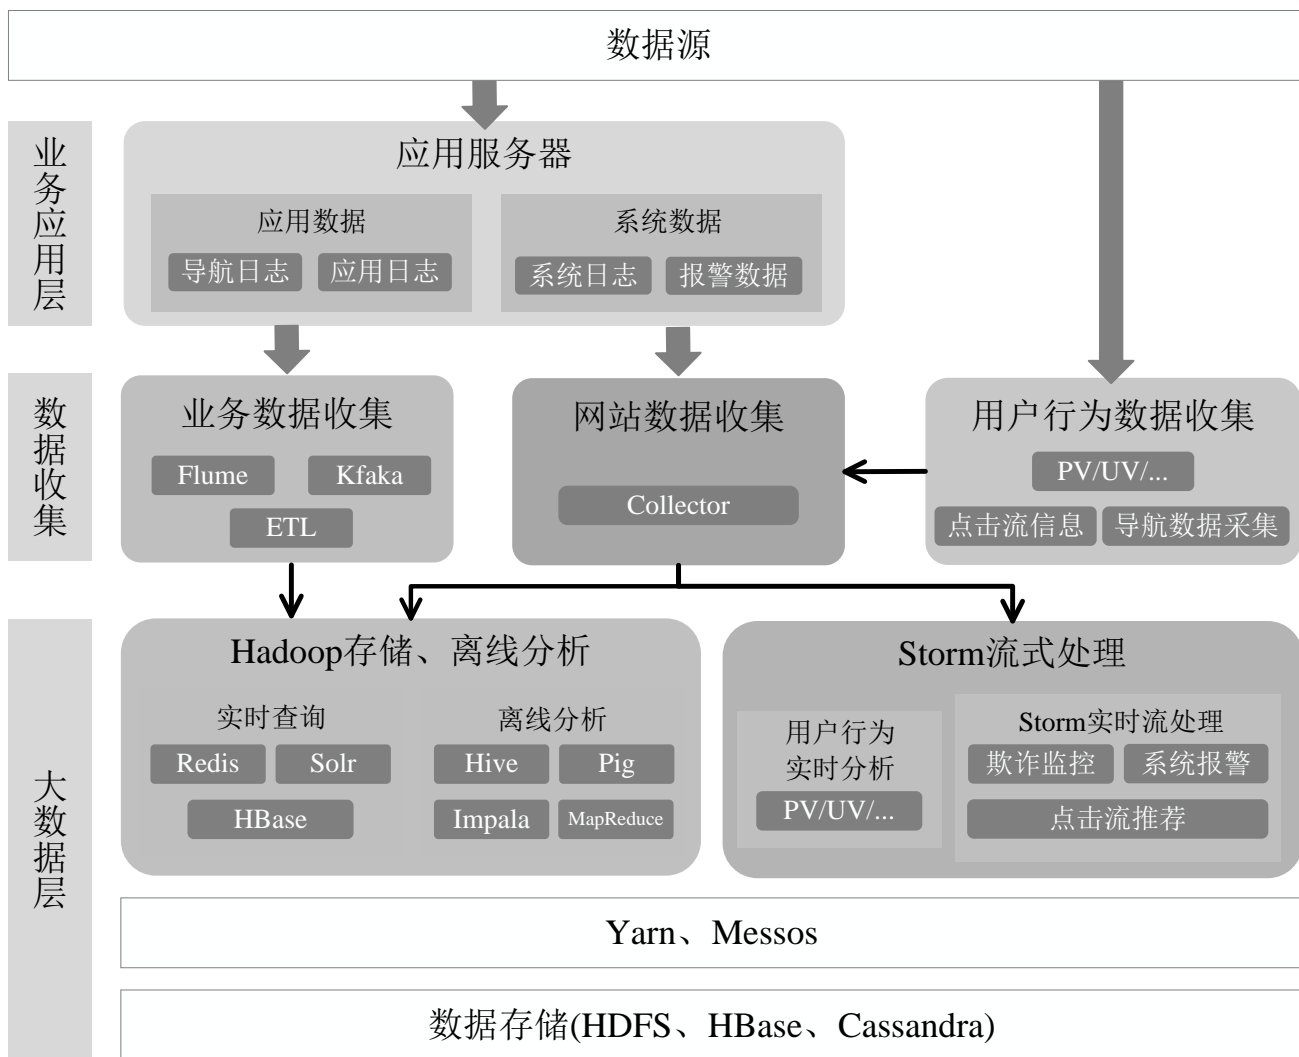 数据源
业务应用层
应用服务器
应用数据
导航日志
应用日志
系统数据
系统日志
报警数据
数据收集
业务数据收集
Flume
Kfaka
ETL
网站数据收集
Collector
用户行为数据收集
PV/UV/...
点击流信息
导航数据采集
大数据层
Hadoop存储、离线分析
实时查询
Redis
Solr
HBase
离线分析
Hive
Pig
Impala
MapReduce
Storm流式处理
用户行为
实时分析
PV/UV/...
Storm实时流处理
欺诈监控
系统报警
点击流推荐
Yarn、Messos
数据存储(HDFS、HBase、Cassandra)